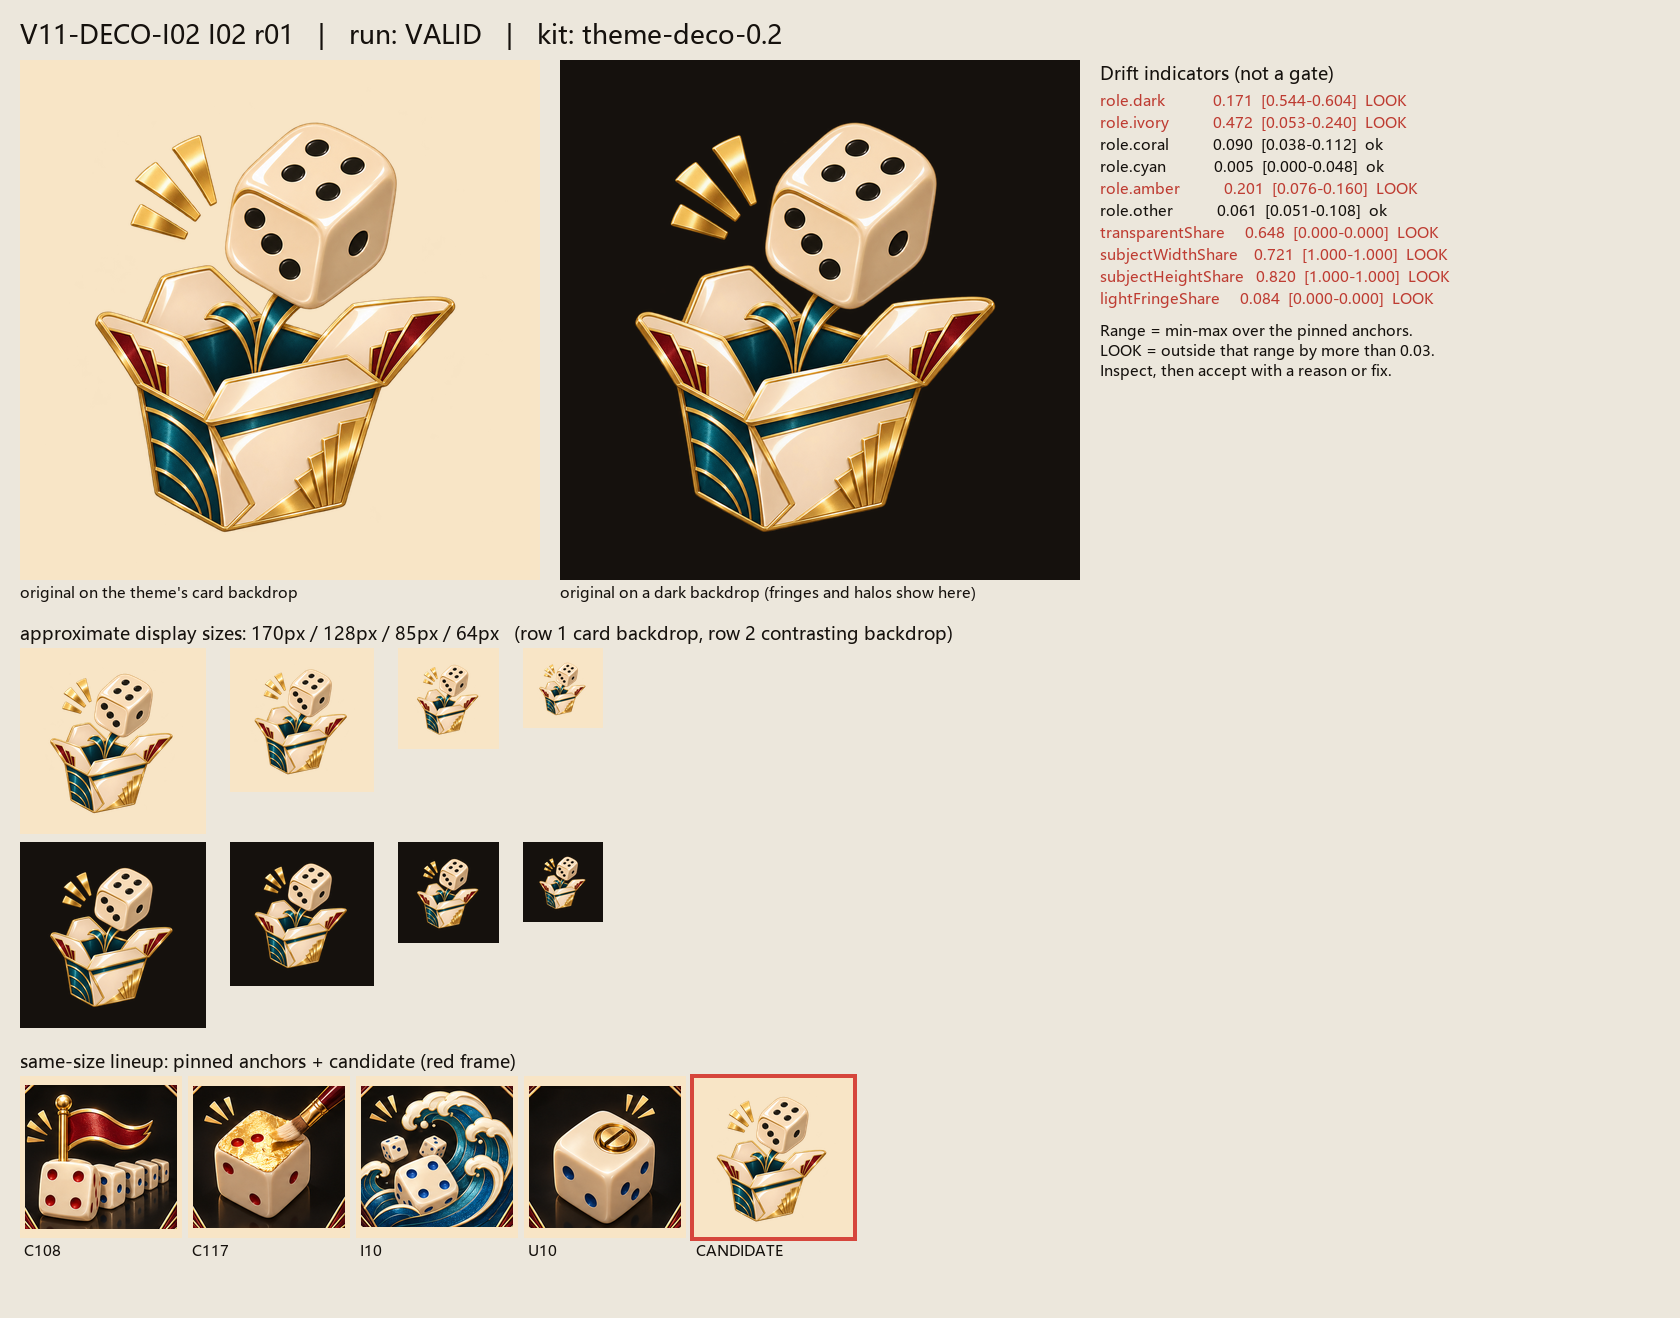 V11-DECO-I02 I02 r01 | run: VALID | kit: theme-deco-0.2
Drift indicators (not a gate)
role.dark 0.171 [0.544-0.604] LOOK
role.ivory 0.472 [0.053-0.240] LOOK
role.coral 0.090 [0.038-0.112] ok
role.cyan 0.005 [0.000-0.048] ok
role.amber 0.201 [0.076-0.160] LOOK
role.other 0.061 [0.051-0.108] ok
transparentShare 0.648 [0.000-0.000] LOOK
subjectWidthShare 0.721 [1.000-1.000] LOOK
subjectHeightShare 0.820 [1.000-1.000] LOOK
lightFringeShare 0.084 [0.000-0.000] LOOK
Range = min-max over the pinned anchors.
LOOK = outside that range by more than 0.03.
Inspect, then accept with a reason or fix.
original on the theme's card backdrop
original on a dark backdrop (fringes and halos show here)
approximate display sizes: 170px / 128px / 85px / 64px (row 1 card backdrop, row 2 contrasting backdrop)
same-size lineup: pinned anchors + candidate (red frame)
C108
C117
I10
U10
CANDIDATE